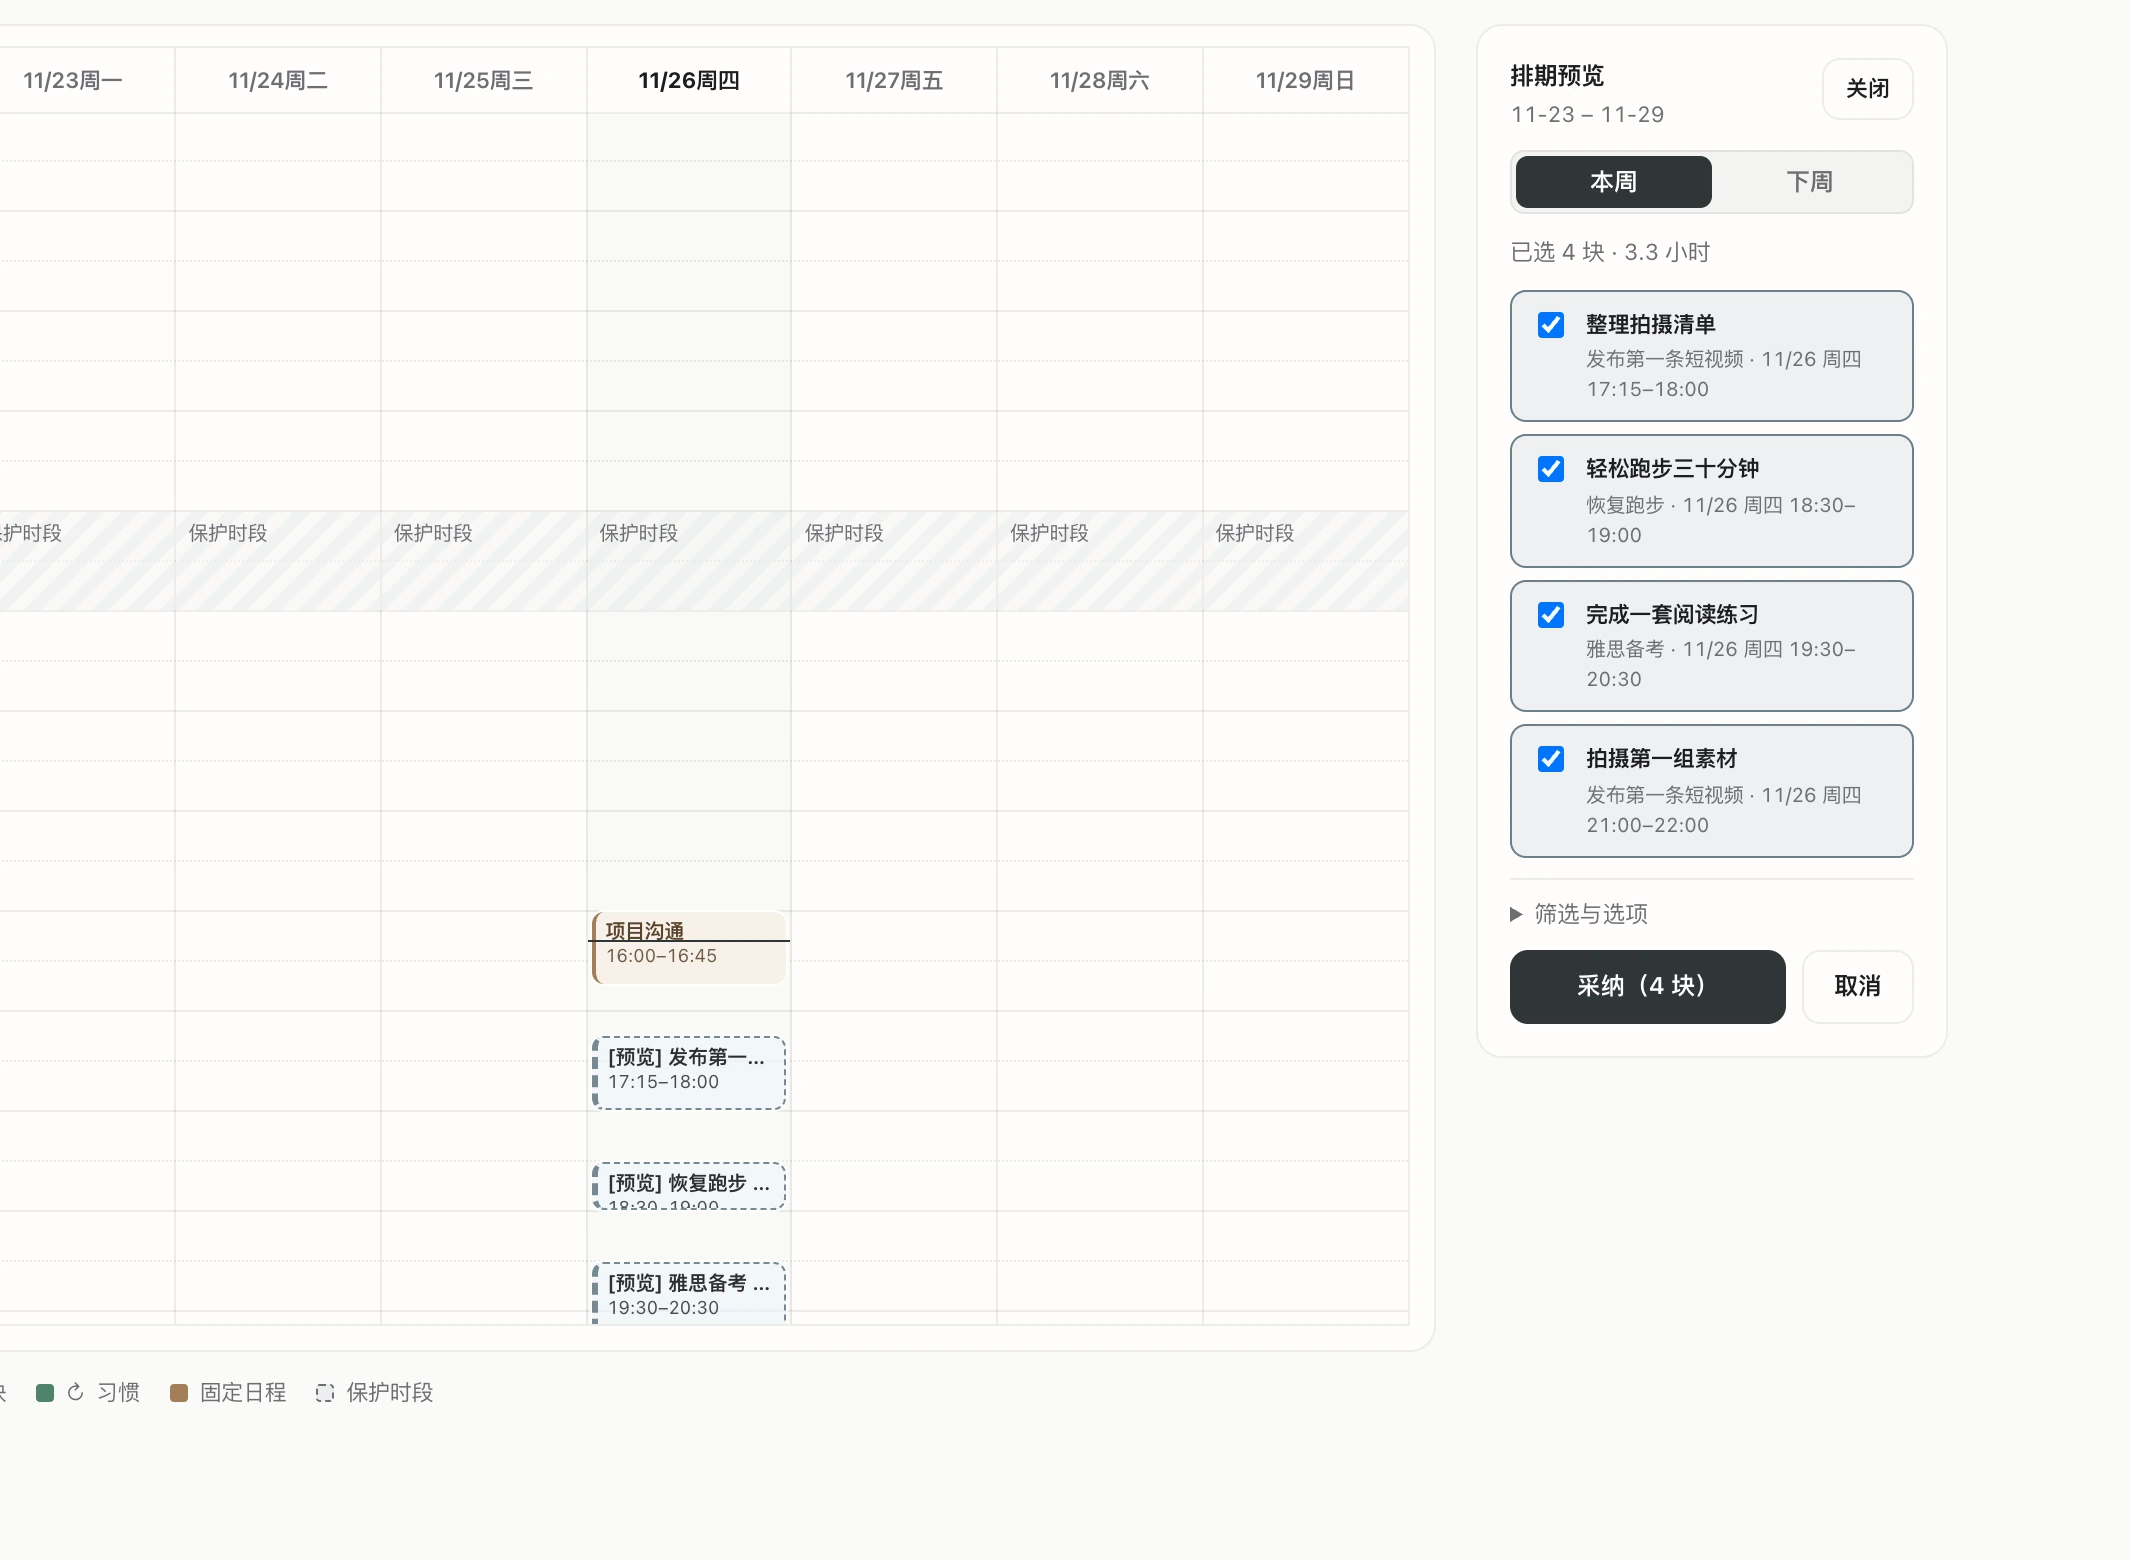 11/23周一
11/24周二
11/25周三
11/26周四
11/27周五
11/28周六
11/29周日
护时段
保护时段
保护时段
保护时段
保护时段
保护时段
保护时段
项目沟通
16:00–16:45
[预览] 发布第一...
17:15–18:00
[预览] 恢复跑步 ...
18:30–19:00
[预览] 雅思备考 ...
19:30–20:30
习惯
固定日程
保护时段
排期预览
关闭
11-23 – 11-29
本周
下周
已选 4 块 · 3.3 小时
整理拍摄清单
发布第一条短视频 · 11/26 周四
17:15–18:00
轻松跑步三十分钟
恢复跑步 · 11/26 周四 18:30–
19:00
完成一套阅读练习
雅思备考 · 11/26 周四 19:30–
20:30
拍摄第一组素材
发布第一条短视频 · 11/26 周四
21:00–22:00
筛选与选项
采纳（4 块）
取消